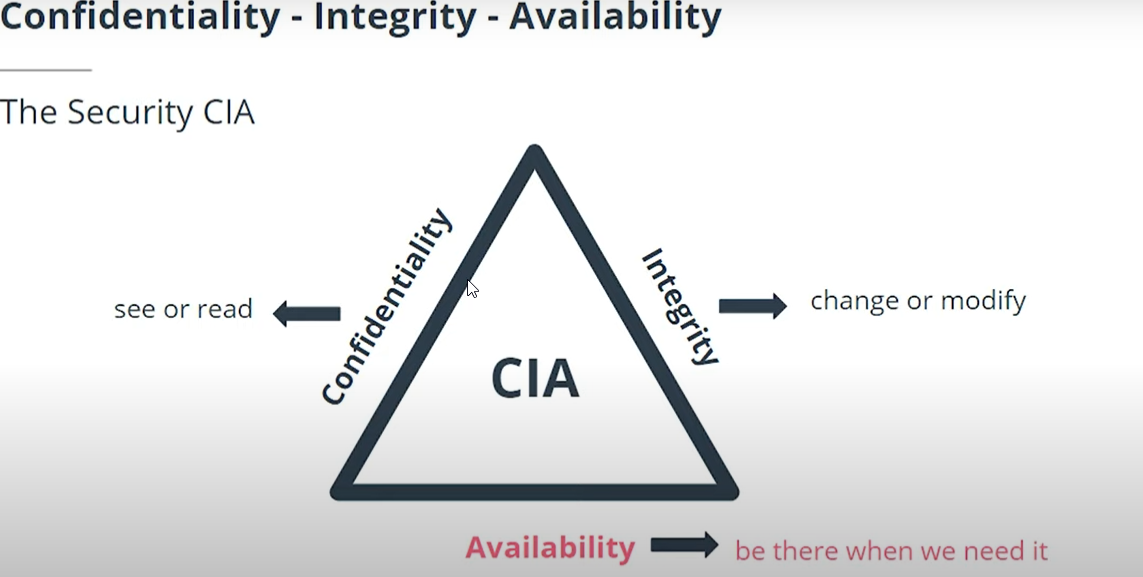 Confidentiality - Integrity - Availability
The Security CIA
Confidentiality
see or read
Integrity
change or modify
CIA
Availability
be there when we need it